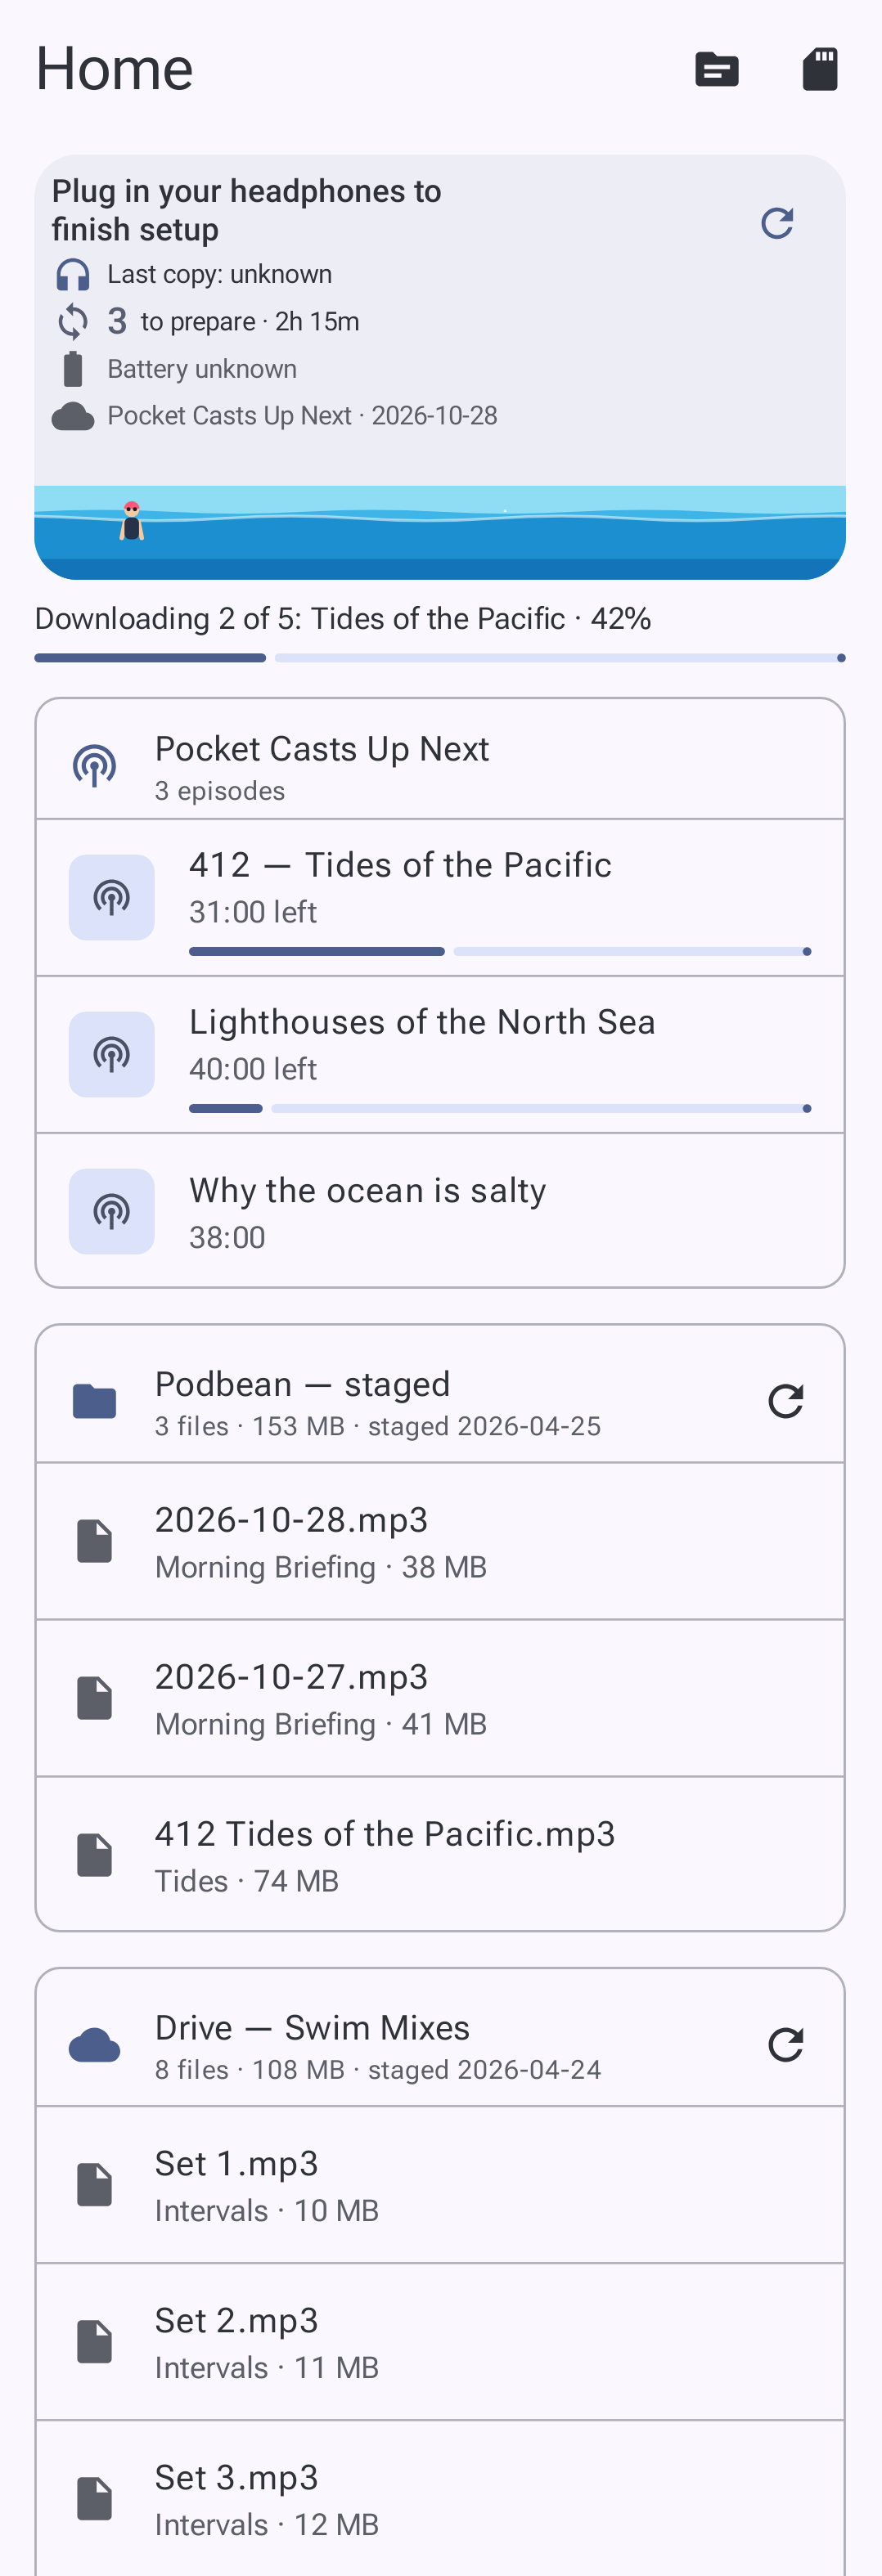 Home
Plug in your headphones to
finish setup
Last copy: unknown
3 to prepare · 2h 15m
Battery unknown
Pocket Casts Up Next · 2026-10-28
Downloading 2 of 5: Tides of the Pacific · 42%
Pocket Casts Up Next
3 episodes
412 — Tides of the Pacific
31:00 left
Lighthouses of the North Sea
40:00 left
Why the ocean is salty
38:00
Podbean — staged
3 files · 153 MB · staged 2026-04-25
2026-10-28.mp3
Morning Briefing · 38 MB
2026-10-27.mp3
Morning Briefing · 41 MB
412 Tides of the Pacific.mp3
Tides · 74 MB
Drive — Swim Mixes
8 files · 108 MB · staged 2026-04-24
Set 1.mp3
Intervals · 10 MB
Set 2.mp3
Intervals · 11 MB
Set 3.mp3
Intervals · 12 MB